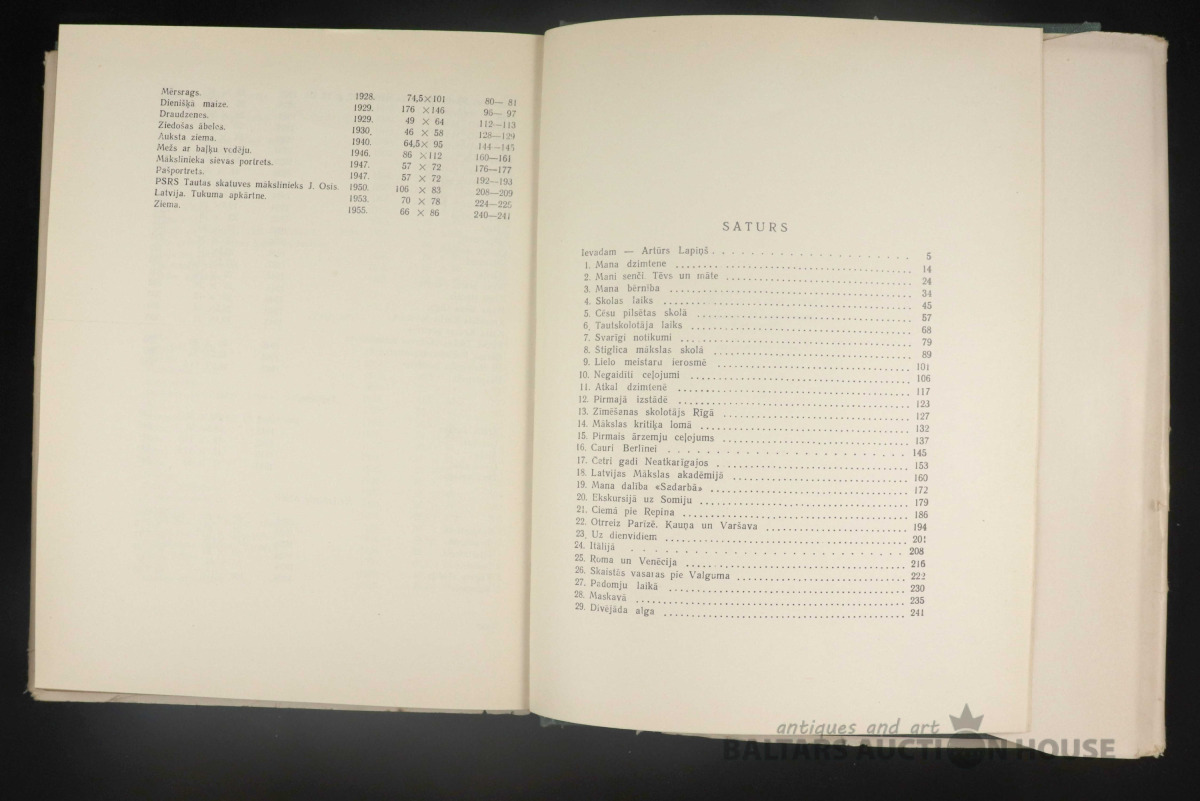 Mērsrags. 1928. 74,5×101 80— 81
Dienišķā maize. 1929. 176 ×146 96— 97
Draudzenes. 1929. 49 × 64 112—113
Ziedošas ābeles. 1930. 46 × 58 128—129
Auksta ziema. 1940. 64,5× 95 144—145
Mežs ar baļķu vedēju. 1946. 86 ×112 160—161
Mākslinieka sievas portrets. 1947. 57 × 72 176—177
Pašportrets. 1947. 57 × 72 192—193
PSRS Tautas skatuves mākslinieks J. Osis. 1950. 106 × 83 208—209
Latvija. Tukuma apkārtne. 1953. 70 × 78 224—225
Ziema. 1955. 66 × 86 240—241
SATURS
Ievadam — Artūrs Lapiņš 5
1. Mana dzimtene 14
2. Mani senči. Tēvs un māte 24
3. Mana bērnība 34
4. Skolas laiks 45
5. Cēsu pilsētas skolā 57
6. Tautskolotāja laiks 68
7. Svarīgi notikumi 79
8. Štiglica mākslas skolā 89
9. Lielo meistaru ierosmē 101
10. Negaidīti ceļojumi 106
11. Atkal dzimtenē 117
12. Pirmajā izstādē 123
13. Zīmēšanas skolotājs Rīgā 127
14. Mākslas kritiķa lomā 132
15. Pirmais ārzemju ceļojums 137
16. Cauri Berlīnei 145
17. Četri gadi Neatkarīgajos 153
18. Latvijas Mākslas akadēmijā 160
19. Mana dalība «Sadarbā» 172
20. Ekskursijā uz Somiju 179
21. Ciemā pie Repina 186
22. Otrreiz Parīzē. Kauņa un Varšava 194
23. Uz dienvidiem 201
24. Itālijā 208
25. Roma un Venēcija 216
26. Skaistās vasaras pie Valguma 222
27. Padomju laikā 230
28. Maskavā 235
29. Divējāda alga 241
antiques and art
BALTARS AUCTION HOUSE